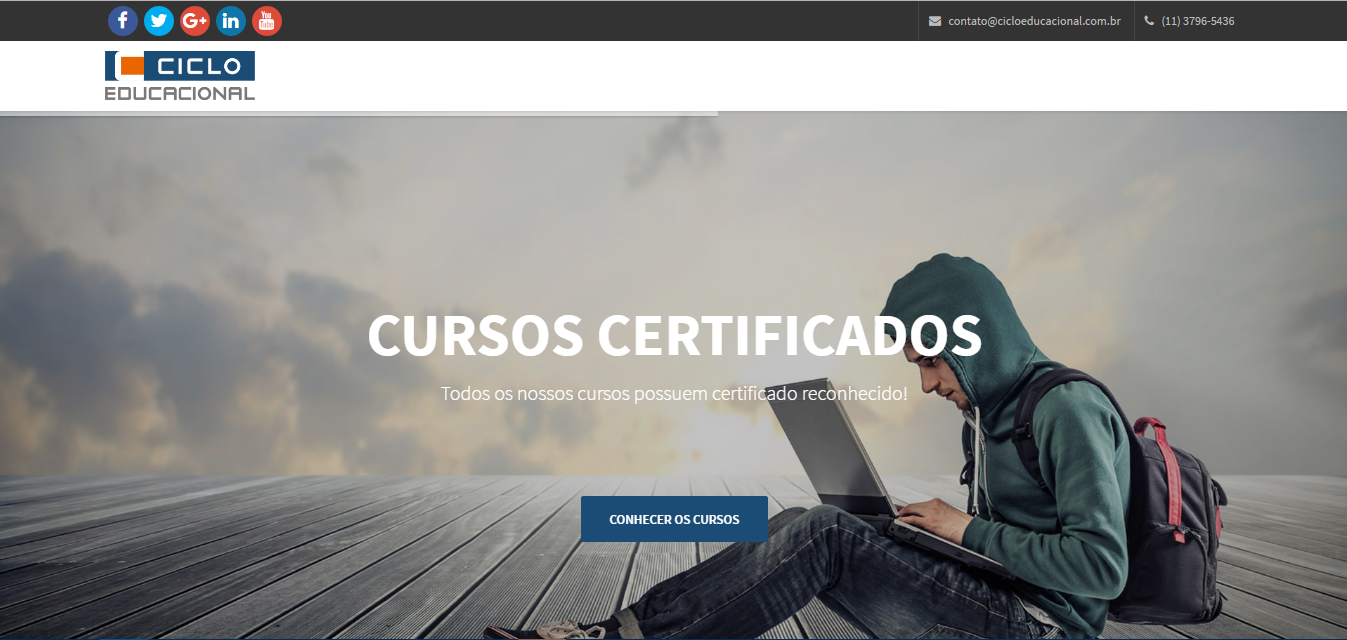 contato@cicloeducacional.com.br
(11) 3796-5436
CICLO
EDUCACIONAL
CURSOS CERTIFICADOS
Todos os nossos cursos possuem certificado reconhecido!
CONHECER OS CURSOS